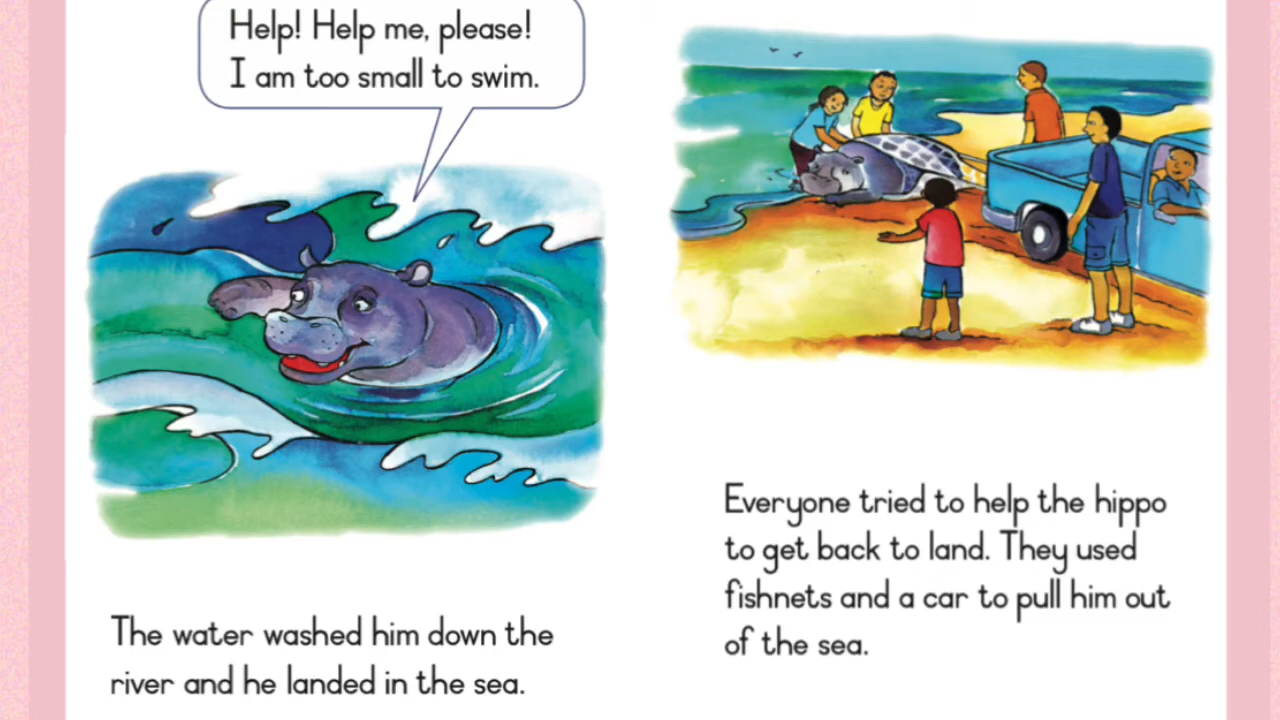 Help! Help me, please!
I am too small to swim.
The water washed him down the
river and he landed in the sea.
Everyone tried to help the hippo
to get back to land. They used
fishnets and a car to pull him out
of the sea.